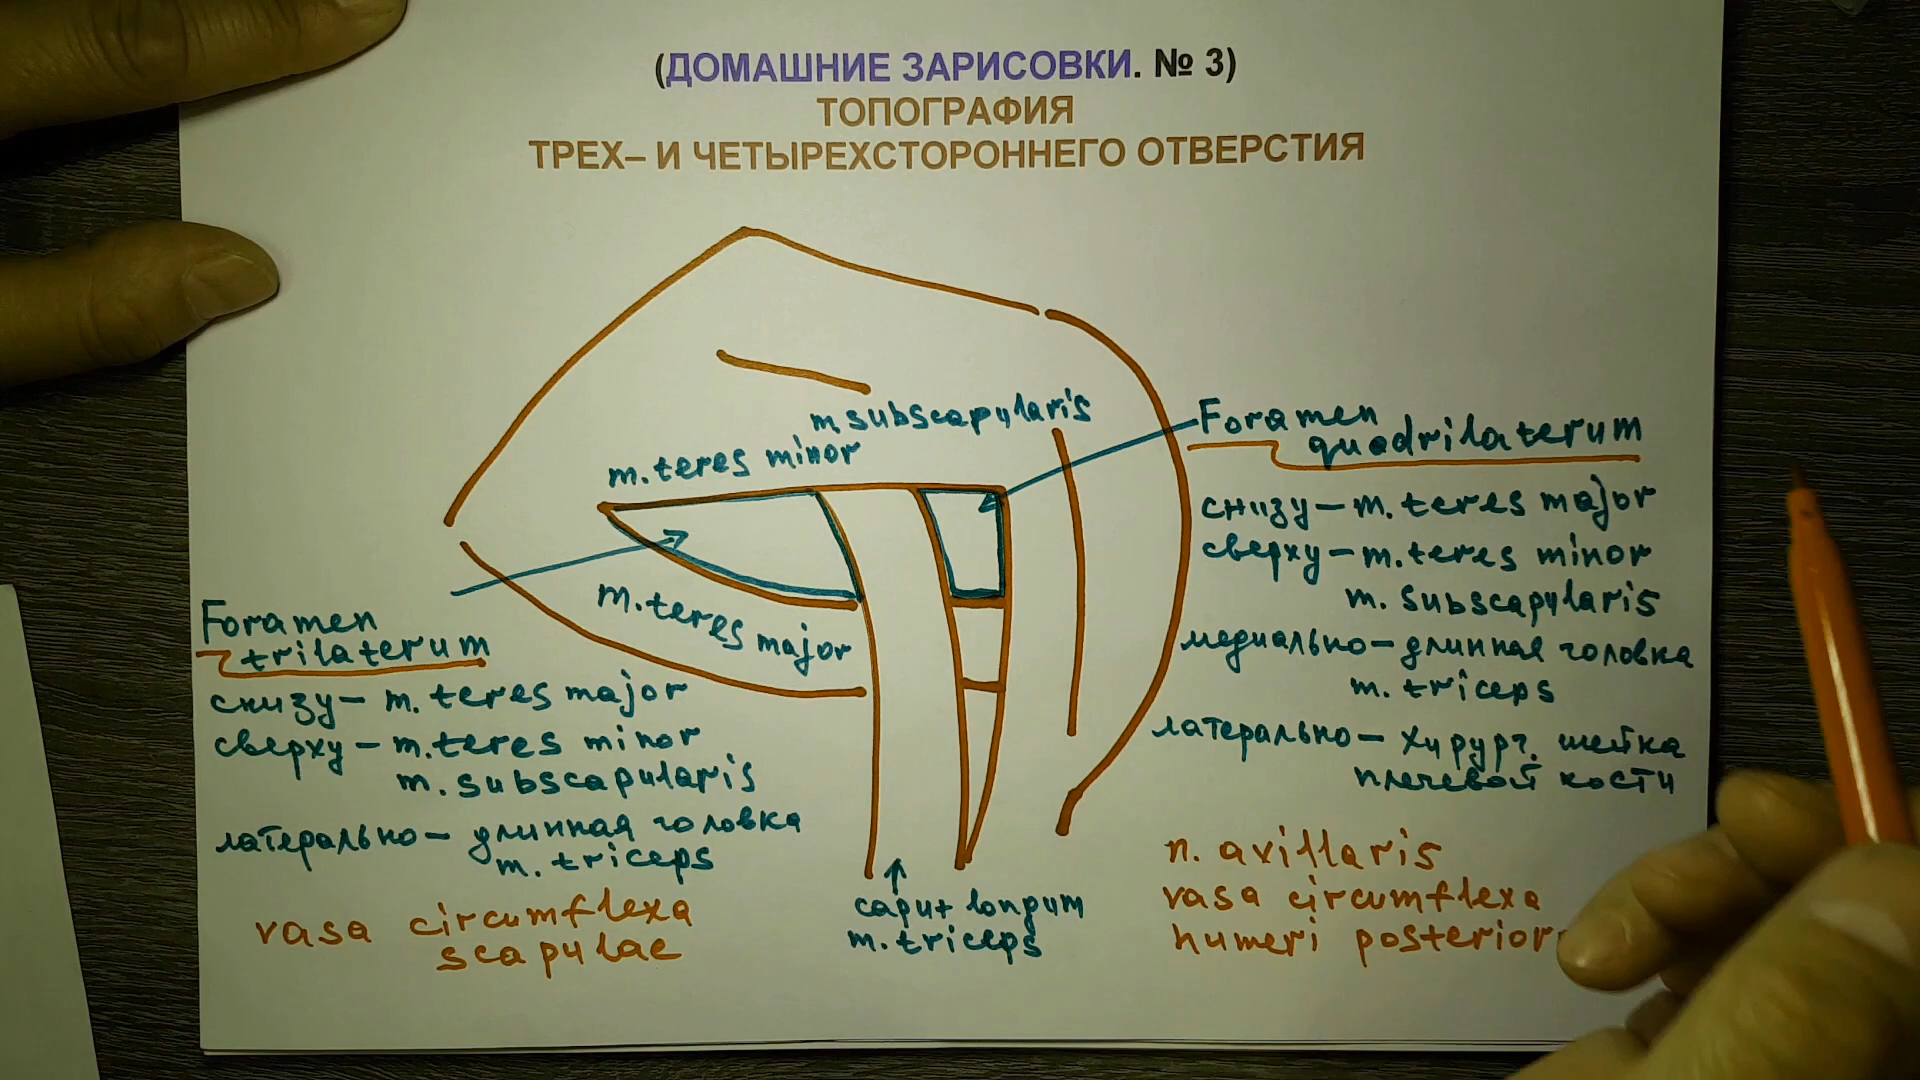 (ДОМАШНИЕ ЗАРИСОВКИ. № 3)
ТОПОГРАФИЯ
ТРЕХ– И ЧЕТЫРЕХСТОРОННЕГО ОТВЕРСТИЯ
m subscapularis
m. teres minor
m. teres major
Foramen
trilaterum
снизу – m. teres major
сверху – m. teres minor
m. subscapularis
латерально – длинная головка
m. triceps
vasa circumflexa
scapulae
caput longum
m. triceps
Foramen
quadrilaterum
снизу – m. teres major
сверху – m. teres minor
m. subscapularis
медиально – длинная головка
m. triceps
латерально – хирург. шейка
плечевой кости
n. axillaris
vasa circumflexa
humeri posterior